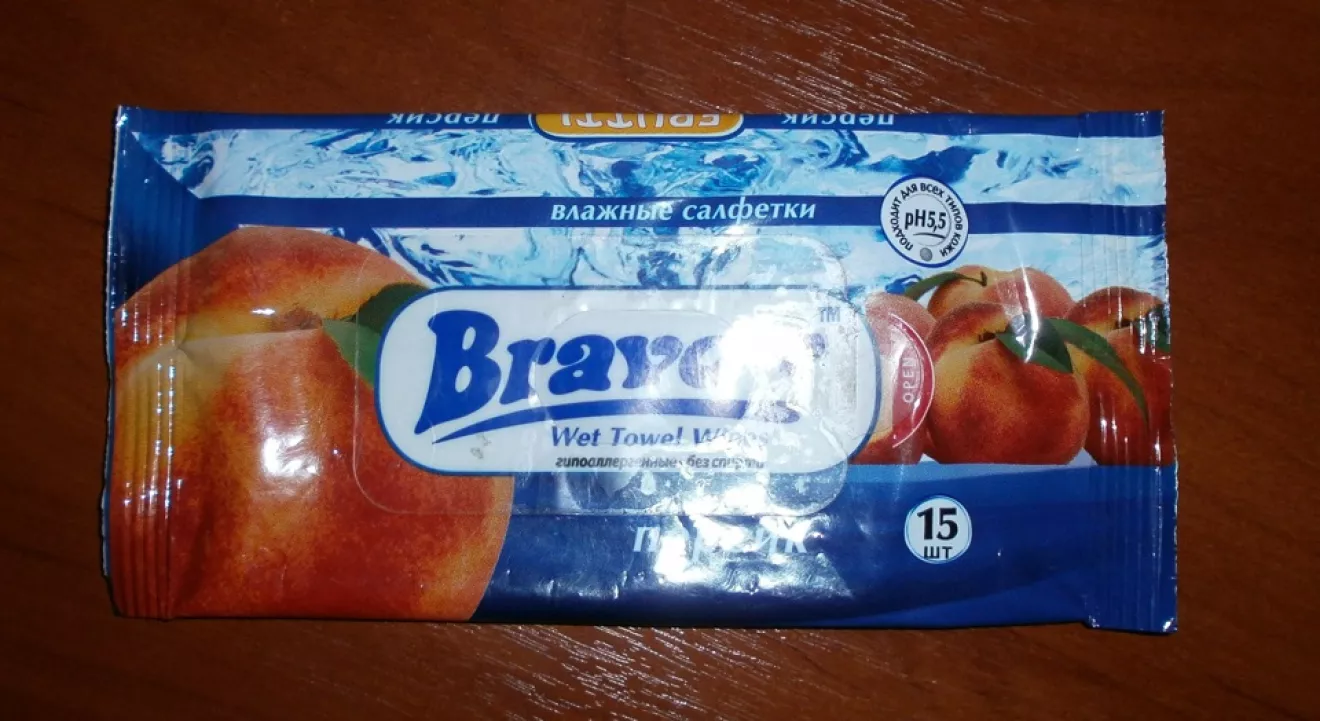 персик FRUTTI персик
влажные салфетки
ПОДХОДИТ ДЛЯ ВСЕХ ТИПОВ КОЖИ
pH5,5
TM
OPEN
Wet Towel Wipes
гипоаллергенные • без спирта
персик
15
ШТ